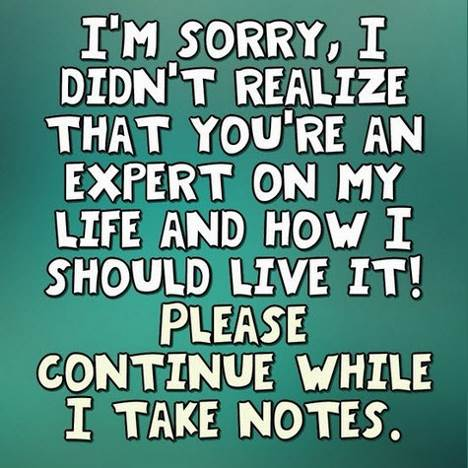 I'M SORRY, I
DIDN'T REALIZE
THAT YOU'RE AN
EXPERT ON MY
LIFE AND HOW I
SHOULD LIVE IT!
PLEASE
CONTINUE WHILE
I TAKE NOTES.